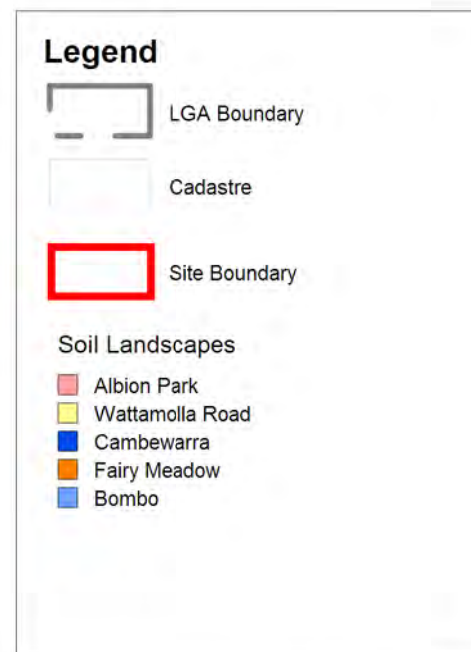 Legend
LGA Boundary
Cadastre
Site Boundary
Soil Landscapes
Albion Park
Wattamolla Road
Cambewarra
Fairy Meadow
Bombo